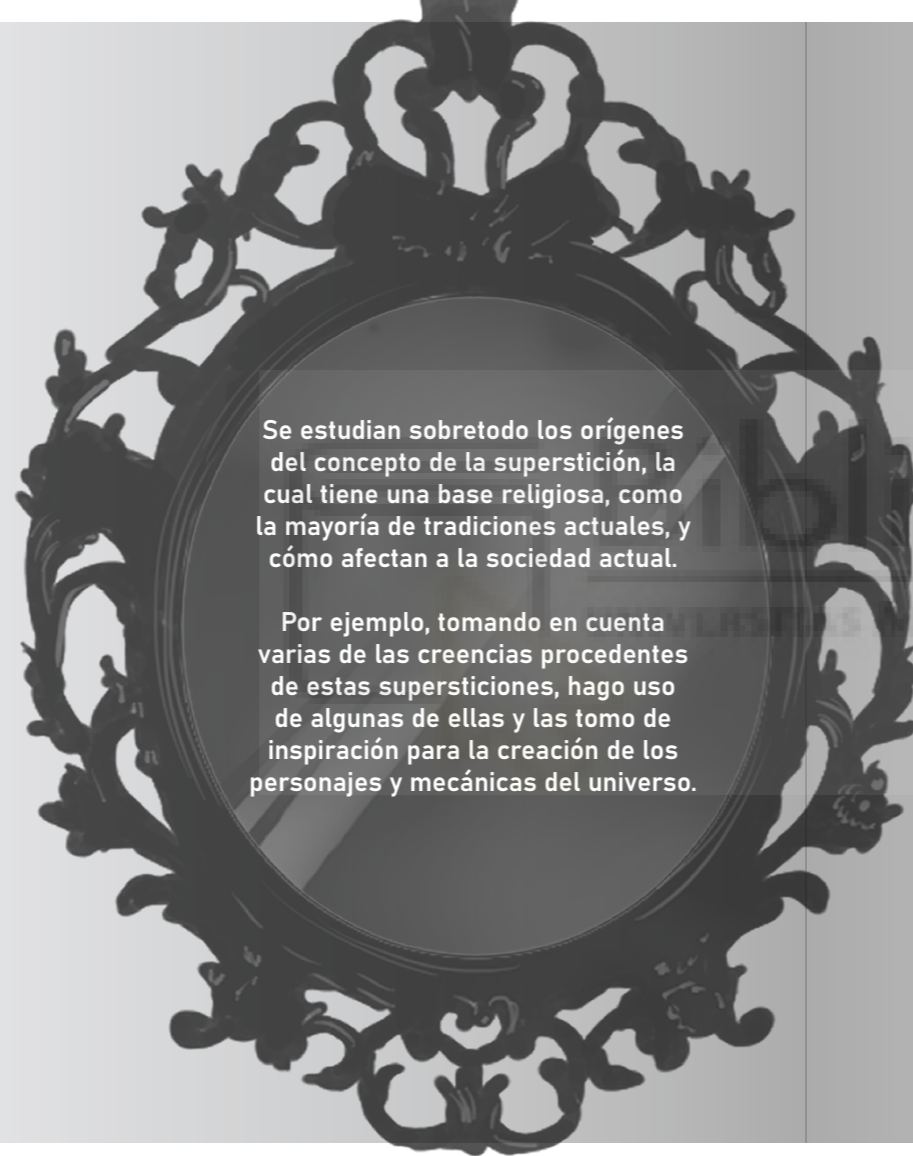 Se estudian sobretodo los orígenes
del concepto de la superstición, la
cual tiene una base religiosa, como
la mayoría de tradiciones actuales, y
cómo afectan a la sociedad actual.
Por ejemplo, tomando en cuenta
varias de las creencias procedentes
de estas supersticiones, hago uso
de algunas de ellas y las tomo de
inspiración para la creación de los
personajes y mecánicas del universo.